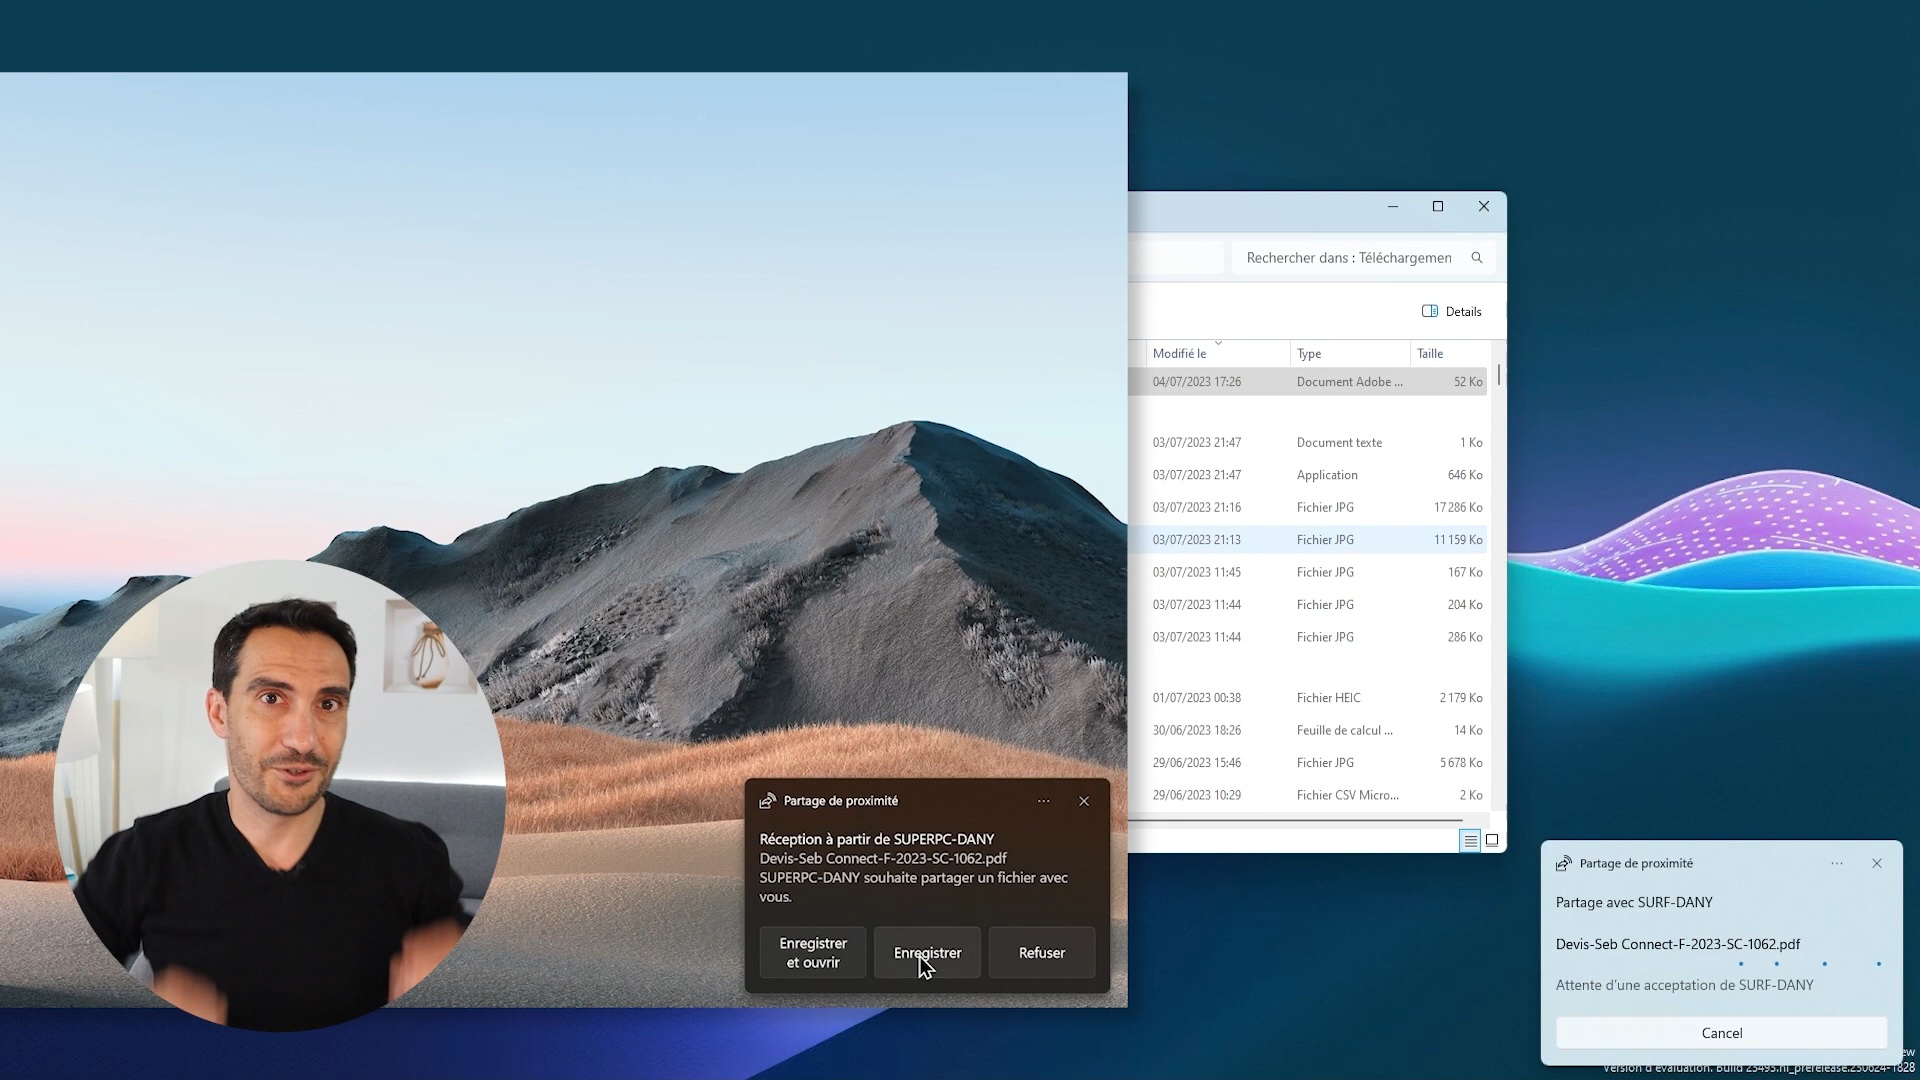 Rechercher dans : Téléchargemen
Details
Modifié le Type Taille
04/07/2023 17:26 Document Adobe ... 52 Ko
03/07/2023 21:47 Document texte 1 Ko
03/07/2023 21:47 Application 646 Ko
03/07/2023 21:16 Fichier JPG 17 286 Ko
03/07/2023 21:13 Fichier JPG 11 159 Ko
03/07/2023 11:45 Fichier JPG 167 Ko
03/07/2023 11:44 Fichier JPG 204 Ko
03/07/2023 11:44 Fichier JPG 286 Ko
01/07/2023 00:38 Fichier HEIC 2 179 Ko
30/06/2023 18:26 Feuille de calcul ... 14 Ko
29/06/2023 15:46 Fichier JPG 5 678 Ko
29/06/2023 10:29 Fichier CSV Micro... 2 Ko
Partage de proximité
Réception à partir de SUPERPC-DANY
Devis-Seb Connect-F-2023-SC-1062.pdf
SUPERPC-DANY souhaite partager un fichier avec
vous.
Enregistrer
et ouvrir
Enregistrer
Refuser
Partage de proximité
Partage avec SURF-DANY
Devis-Seb Connect-F-2023-SC-1062.pdf
Attente d'une acceptation de SURF-DANY
Cancel
ew
Version d'évaluation. Build 23493.ni_prerelease.230624-1828